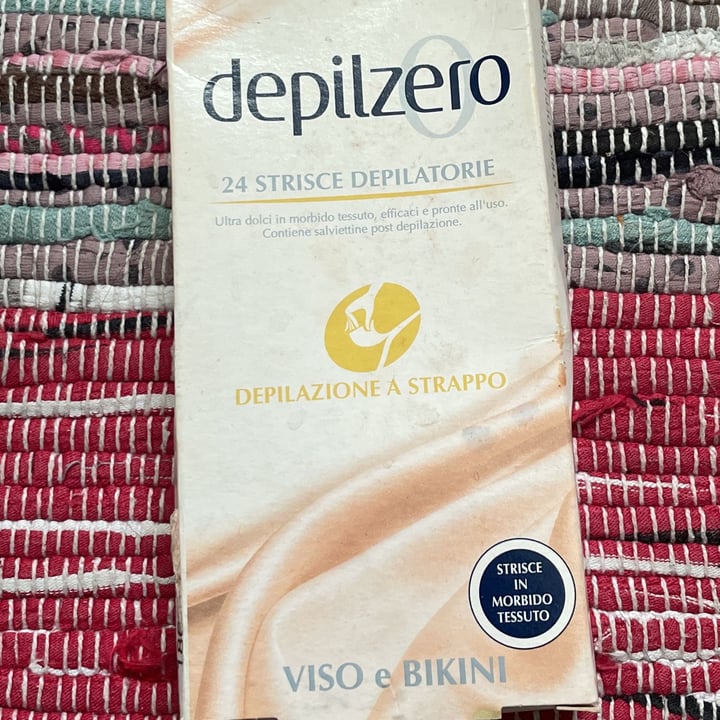 depilzero
0
24 STRISCE DEPILATORIE
Ultra dolci in morbido tessuto, efficaci e pronte all'uso.
Contiene salviettine post depilazione.
DEPILAZIONE A STRAPPO
STRISCE
IN
MORBIDO
TESSUTO
VISO e BIKINI